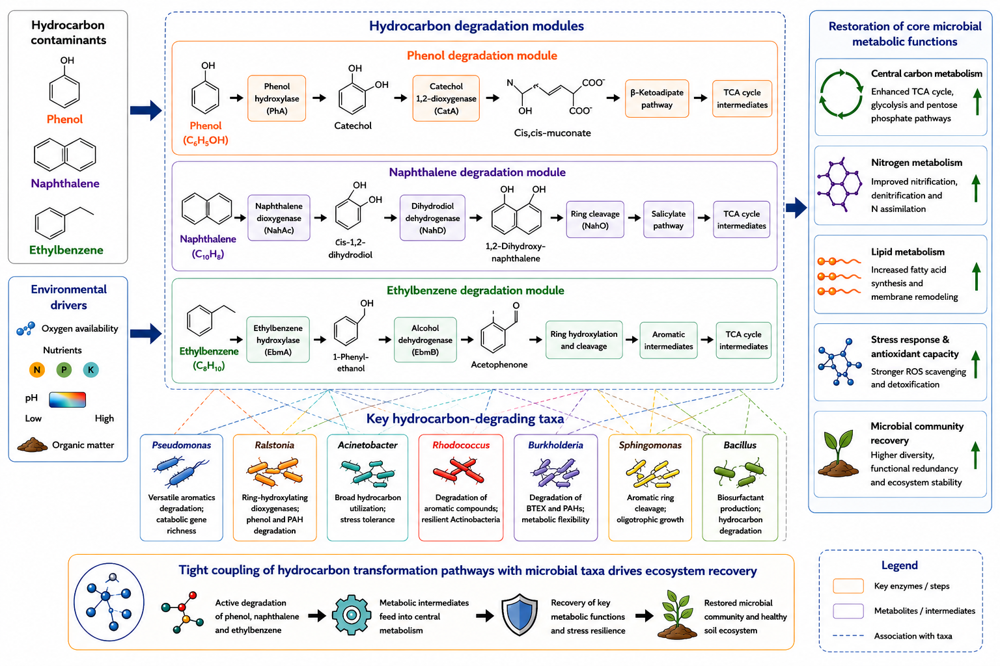 Hydrocarbon
contaminants
OH
Phenol
Naphthalene
Ethylbenzene
Environmental
drivers
Oxygen availability
Nutrients
N P K
pH
Low High
Organic matter
Hydrocarbon degradation modules
Phenol degradation module
OH
Phenol
(C₆H₅OH)
Phenol
hydroxylase
(PhA)
OH
OH
Catechol
Catechol
1,2-dioxygenase
(CatA)
N
OH
COO⁻
COO⁻
Cis,cis-muconate
β-Ketoadipate
pathway
TCA cycle
intermediates
Naphthalene degradation module
Naphthalene
(C₁₀H₈)
Naphthalene
dioxygenase
(NahAc)
OH
OH
Cis-1,2-
dihydrodiol
Dihydrodiol
dehydrogenase
(NahD)
OH OH
1,2-Dihydroxy-
naphthalene
Ring cleavage
(NahO)
Salicylate
pathway
TCA cycle
intermediates
Ethylbenzene degradation module
Ethylbenzene
(C₈H₁₀)
Ethylbenzene
hydroxylase
(EbmA)
OH
1-Phenyl-
ethanol
Alcohol
dehydrogenase
(EbmB)
O
Acetophenone
Ring hydroxylation
and cleavage
Aromatic
intermediates
TCA cycle
intermediates
Key hydrocarbon-degrading taxa
Pseudomonas
Versatile aromatics
degradation;
catabolic gene
richness
Ralstonia
Ring-hydroxylating
dioxygenases;
phenol and PAH
degradation
Acinetobacter
Broad hydrocarbon
utilization;
stress tolerance
Rhodococcus
Degradation of
aromatic compounds;
resilient Actinobacteria
Burkholderia
Degradation of
BTEX and PAHs;
metabolic flexibility
Sphingomonas
Aromatic ring
cleavage;
oligotrophic growth
Bacillus
Biosurfactant
production;
hydrocarbon
degradation
Restoration of core microbial
metabolic functions
Central carbon metabolism
Enhanced TCA cycle,
glycolysis and pentose
phosphate pathways
Nitrogen metabolism
Improved nitrification,
denitrification and
N assimilation
Lipid metabolism
Increased fatty acid
synthesis and
membrane remodeling
Stress response &
antioxidant capacity
Stronger ROS scavenging
and detoxification
Microbial community
recovery
Higher diversity,
functional redundancy
and ecosystem stability
Tight coupling of hydrocarbon transformation pathways with microbial taxa drives ecosystem recovery
Active degradation
of phenol, naphthalene
and ethylbenzene
Metabolic intermediates
feed into central
metabolism
Recovery of key
metabolic functions
and stress resilience
Restored microbial
community and healthy
soil ecosystem
Legend
Key enzymes / steps
Metabolites / intermediates
Association with taxa